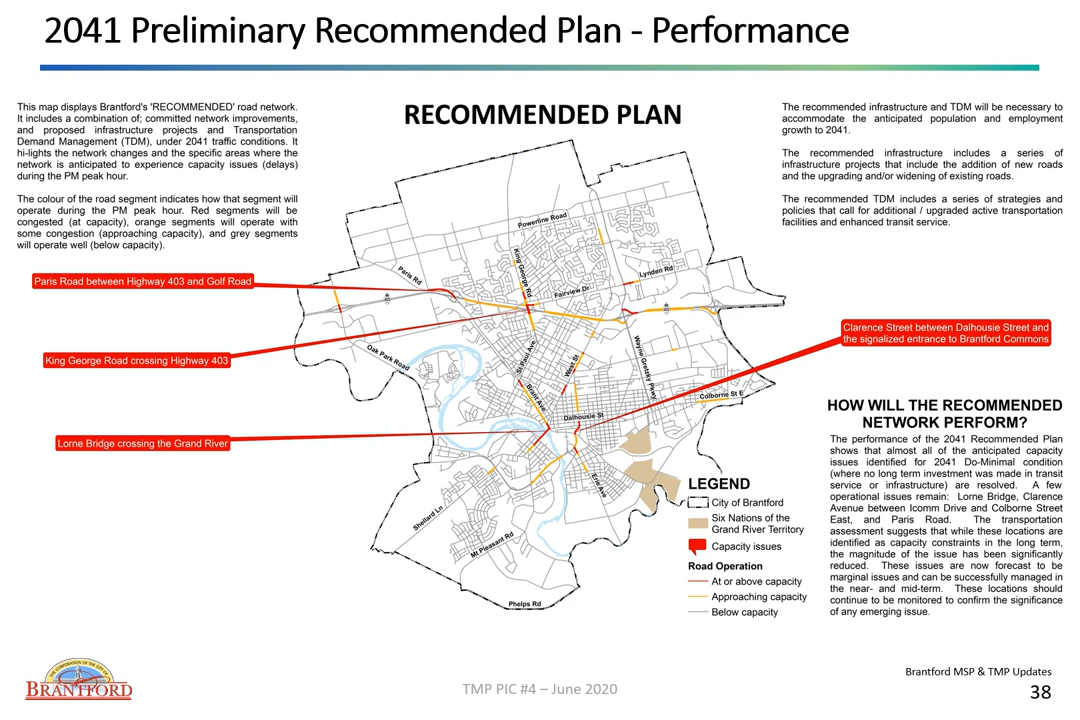 2041 Preliminary Recommended Plan - Performance
This map displays Brantford's 'RECOMMENDED' road network.
It includes a combination of; committed network improvements,
and proposed infrastructure projects and Transportation
Demand Management (TDM), under 2041 traffic conditions. It
hi-lights the network changes and the specific areas where the
network is anticipated to experience capacity issues (delays)
during the PM peak hour.
The colour of the road segment indicates how that segment will
operate during the PM peak hour. Red segments will be
congested (at capacity), orange segments will operate with
some congestion (approaching capacity), and grey segments
will operate well (below capacity).
RECOMMENDED PLAN
The recommended infrastructure and TDM will be necessary to
accommodate the anticipated population and employment
growth to 2041.
The recommended infrastructure includes a series of
infrastructure projects that include the addition of new roads
and the upgrading and/or widening of existing roads.
The recommended TDM includes a series of strategies and
policies that call for additional / upgraded active transportation
facilities and enhanced transit service.
Paris Road between Highway 403 and Golf Road
King George Road crossing Highway 403
Lorne Bridge crossing the Grand River
Clarence Street between Dalhousie Street and
the signalized entrance to Brantford Commons
Powerline Road
King George Rd
Paris Rd
Lynden Rd
Fairview Dr
Oak Park Road
St Paul Ave
West St
Wayne Gretzky Pkwy
Brant Ave
Colborne St E
Dalhousie St
Erie Ave
Shellard Ln
Mt Pleasant Rd
Phelps Rd
LEGEND
City of Brantford
Six Nations of the
Grand River Territory
Capacity issues
Road Operation
At or above capacity
Approaching capacity
Below capacity
HOW WILL THE RECOMMENDED
NETWORK PERFORM?
The performance of the 2041 Recommended Plan
shows that almost all of the anticipated capacity
issues identified for 2041 Do-Minimal condition
(where no long term investment was made in transit
service or infrastructure) are resolved. A few
operational issues remain: Lorne Bridge, Clarence
Avenue between Icomm Drive and Colborne Street
East, and Paris Road. The transportation
assessment suggests that while these locations are
identified as capacity constraints in the long term,
the magnitude of the issue has been significantly
reduced. These issues are now forecast to be
marginal issues and can be successfully managed in
the near- and mid-term. These locations should
continue to be monitored to confirm the significance
of any emerging issue.
THE CORPORATION OF THE CITY OF
BRANTFORD
TMP PIC #4 – June 2020
Brantford MSP & TMP Updates
38